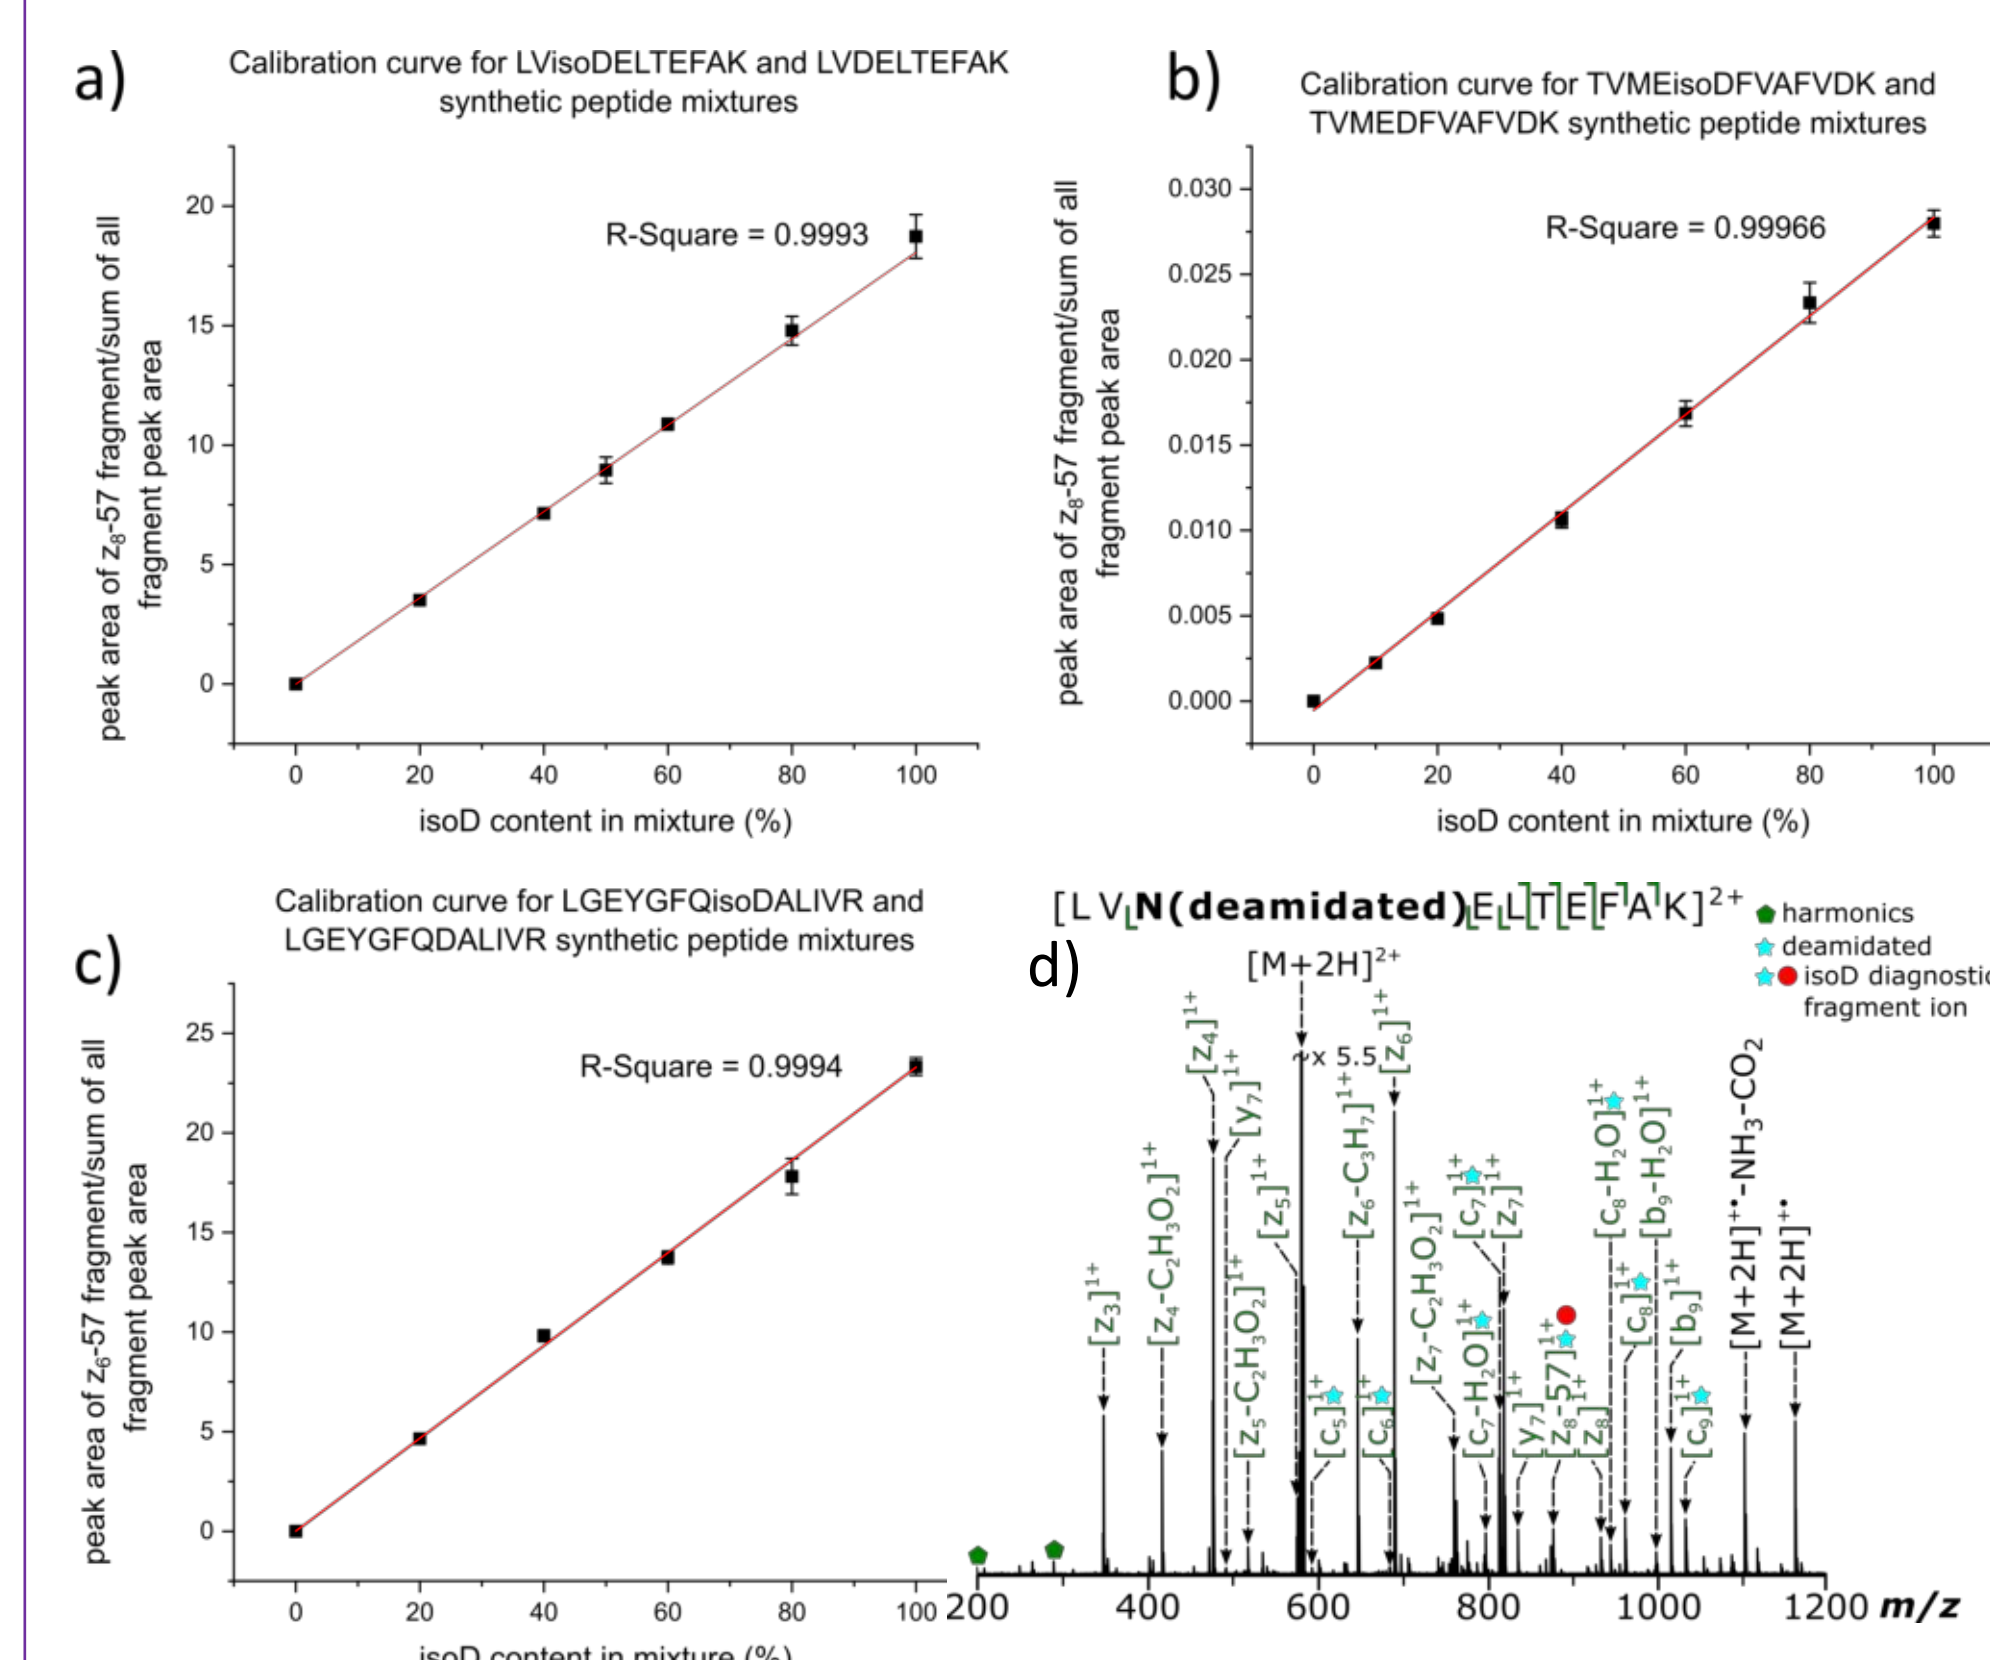 a)
Calibration curve for LVisoDELTEFAK and LVDELTEFAK
synthetic peptide mixtures
peak area of z8-57 fragment/sum of all
fragment peak area
20
15
10
5
0
R-Square = 0.9993
0 20 40 60 80 100
isoD content in mixture (%)
b)
Calibration curve for TVMEisoDFVAFVDK and
TVMEDFVAFVDK synthetic peptide mixtures
peak area of z8-57 fragment/sum of all
fragment peak area
0.030
0.025
0.020
0.015
0.010
0.005
0.000
R-Square = 0.99966
0 20 40 60 80 100
isoD content in mixture (%)
c)
Calibration curve for LGEYGFQisoDALIVR and
LGEYGFQDALIVR synthetic peptide mixtures
peak area of z6-57 fragment/sum of all
fragment peak area
25
20
15
10
5
0
R-Square = 0.9994
0 20 40 60 80 100
isoD content in mixture (%)
d)
[L V N(deamidated) E L T E F A K]2+
harmonics
deamidated
isoD diagnostic
fragment ion
[M+2H]2+
~x 5.5
[z3]1+
[z4-C2H3O2]1+
[z4]1+
[y7]1+
[z5-C2H3O2]1+
[z5]1+
[c5]1+
[z6-C3H7]1+
[c6]1+
[z6]1+
[z7-C2H3O2]1+
[c7-H2O]1+
[c7]1+
[z7]1+
[y7]1+
[z8-57]1+
[z8]1+
[c8-H2O]1+
[c8]1+
[b9-H2O]1+
[b9]1+
[c9]1+
[M+2H]+•-NH3-CO2
[M+2H]+•
200 400 600 800 1000 1200 m/z